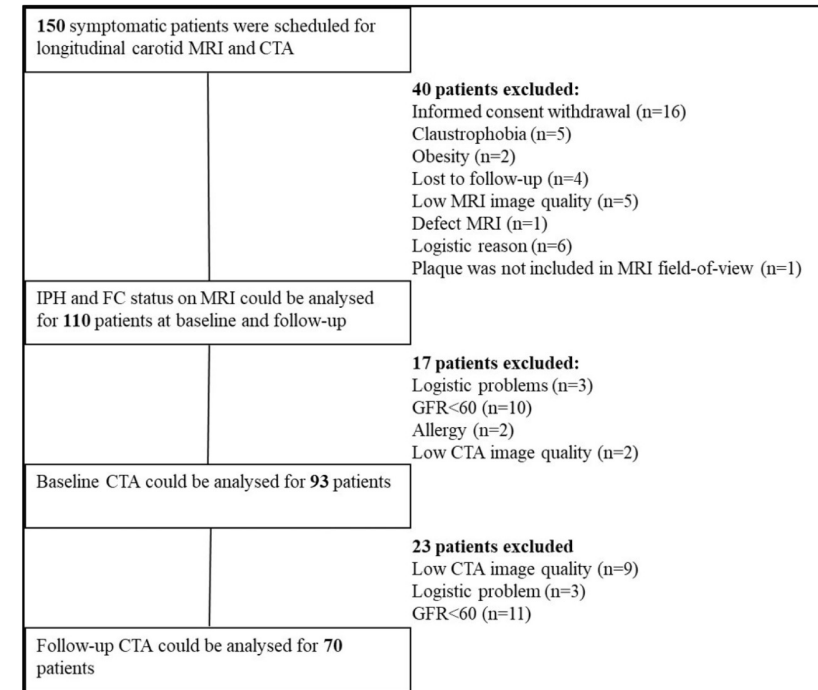 150 symptomatic patients were scheduled for
longitudinal carotid MRI and CTA
40 patients excluded:
Informed consent withdrawal (n=16)
Claustrophobia (n=5)
Obesity (n=2)
Lost to follow-up (n=4)
Low MRI image quality (n=5)
Defect MRI (n=1)
Logistic reason (n=6)
Plaque was not included in MRI field-of-view (n=1)
IPH and FC status on MRI could be analysed
for 110 patients at baseline and follow-up
17 patients excluded:
Logistic problems (n=3)
GFR<60 (n=10)
Allergy (n=2)
Low CTA image quality (n=2)
Baseline CTA could be analysed for 93 patients
23 patients excluded
Low CTA image quality (n=9)
Logistic problem (n=3)
GFR<60 (n=11)
Follow-up CTA could be analysed for 70
patients